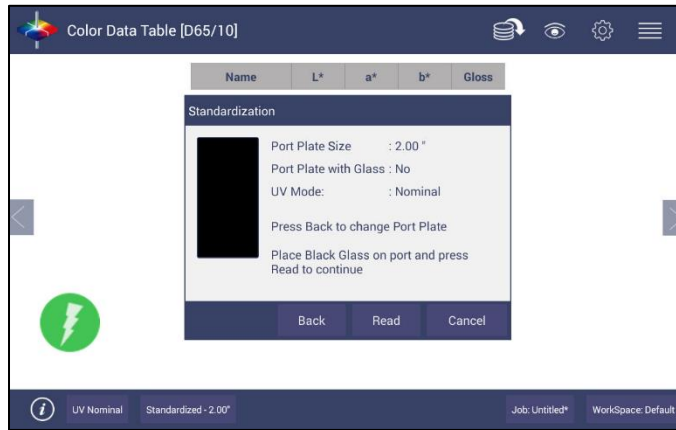 Color Data Table [D65/10]
Name L* a* b* Gloss
Standardization
Port Plate Size : 2.00 "
Port Plate with Glass : No
UV Mode: : Nominal
Press Back to change Port Plate
Place Black Glass on port and press
Read to continue
Back Read Cancel
i UV Nominal Standardized - 2.00" Job: Untitled* WorkSpace: Default